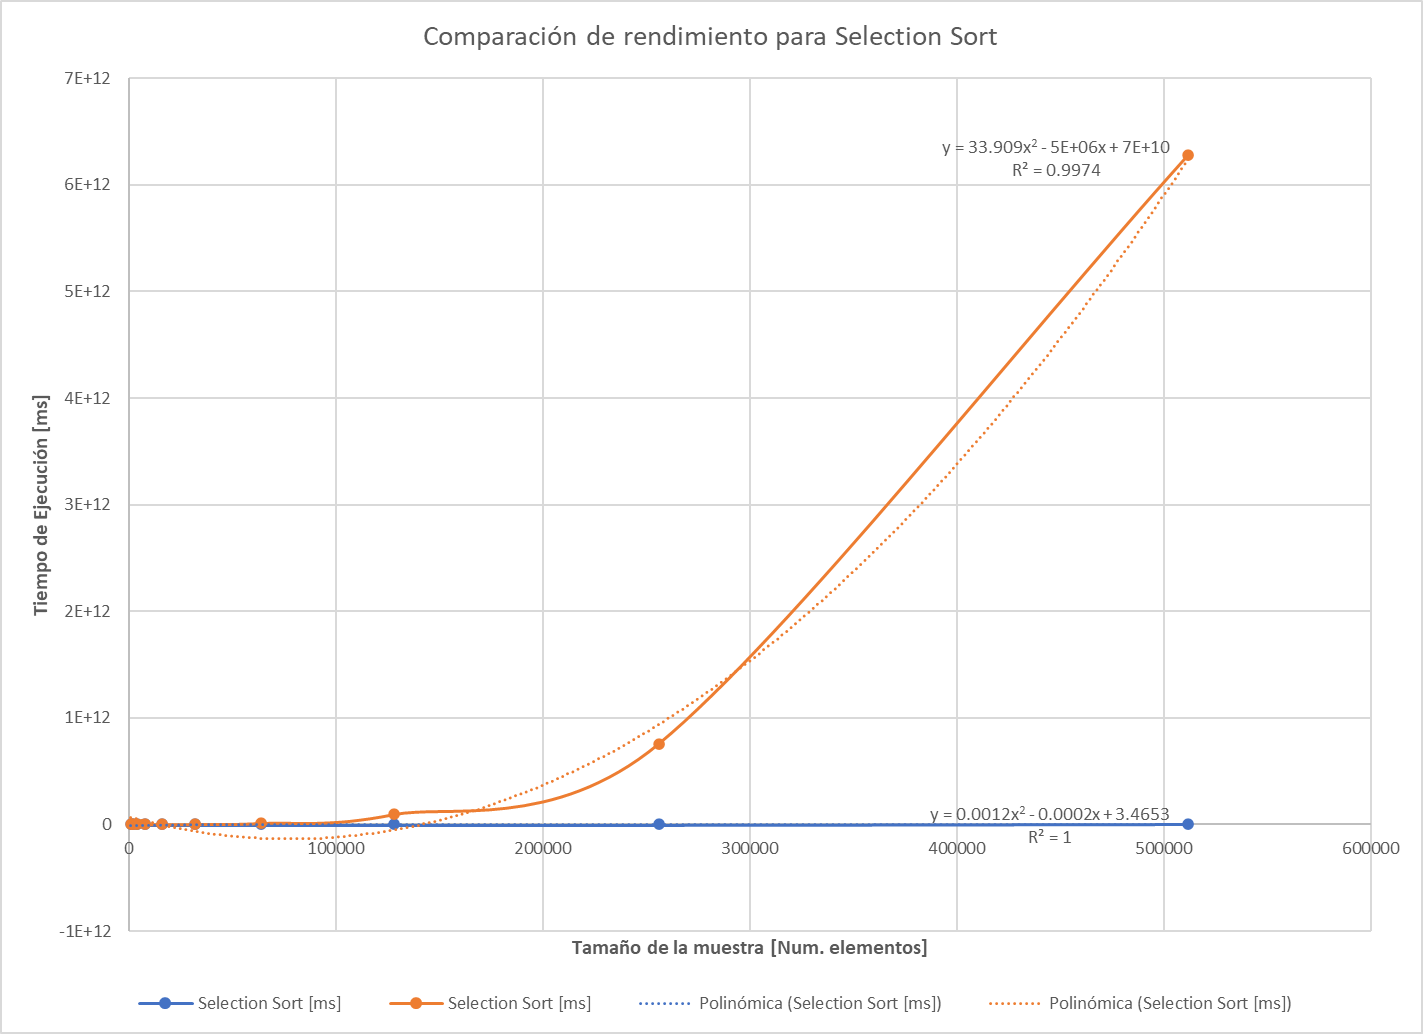 Comparación de rendimiento para Selection Sort
7E+12
6E+12
5E+12
4E+12
3E+12
2E+12
1E+12
0
-1E+12
Tiempo de Ejecución [ms]
y = 33.909x² - 5E+06x + 7E+10
R² = 0.9974
y = 0.0012x² - 0.0002x + 3.4653
R² = 1
0 100000 200000 300000 400000 500000 600000
Tamaño de la muestra [Num. elementos]
Selection Sort [ms] Selection Sort [ms] Polinómica (Selection Sort [ms]) Polinómica (Selection Sort [ms])